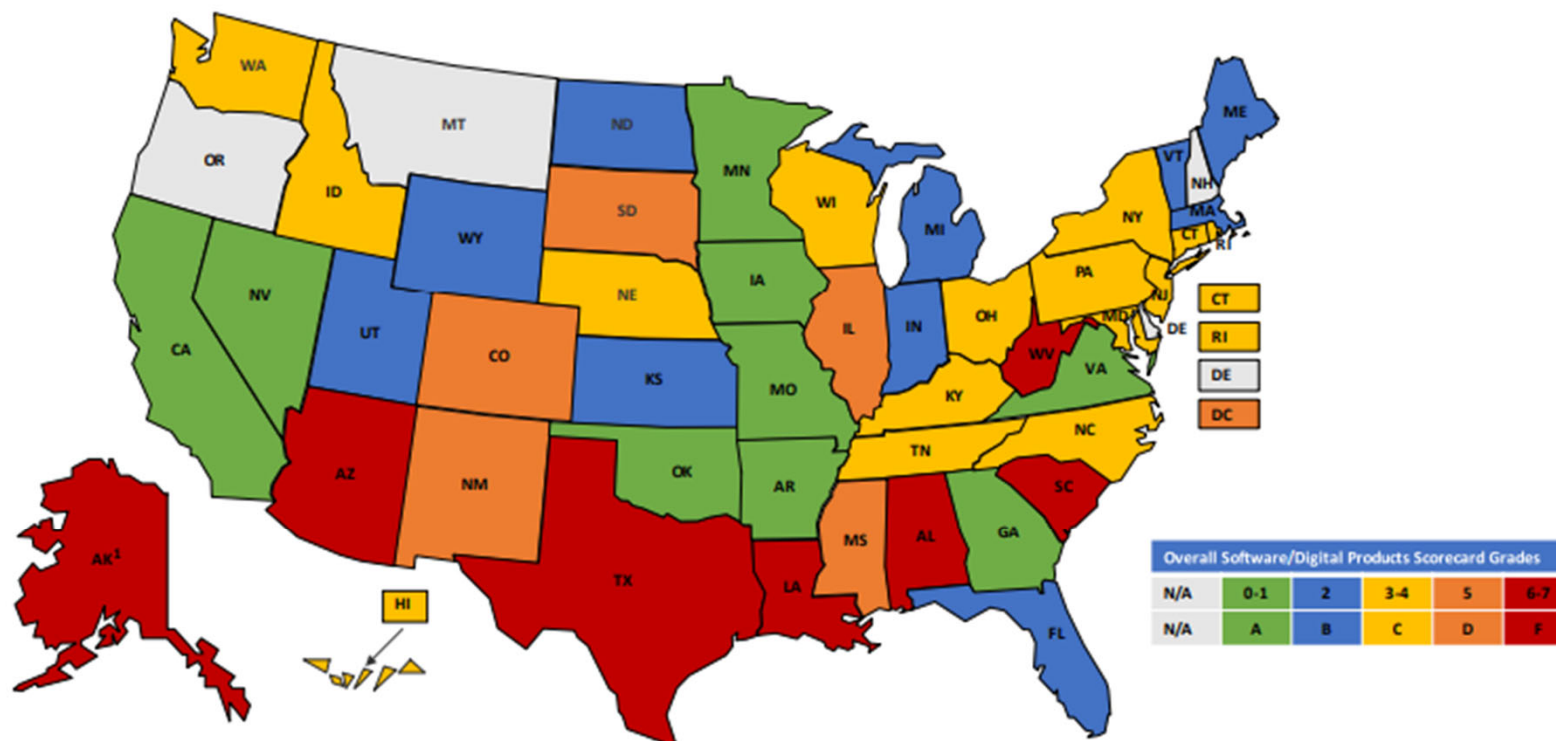 WA
MT
ND
ME
OR
ID
MN
VT
NH
SD
WI
MA
NY
WY
MI
CT
RI
IA
PA
NV
NE
NJ
CT
MD
OH
IN
IL
DE
UT
RI
CA
CO
WV
VA
KS
MO
DE
KY
DC
NC
TN
AZ
OK
NM
AR
SC
GA
MS
AL
AK1
TX
LA
HI
FL
Overall Software/Digital Products Scorecard Grades
N/A 0-1 2 3-4 5 6-7
N/A A B C D F